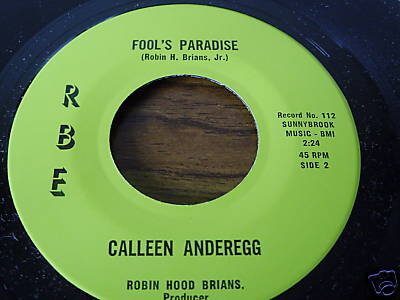 FOOL'S PARADISE
(Robin H. Brians, Jr.)
R
B
E
Record No. 112
SUNNYBROOK
MUSIC - BMI
2:24
45 RPM
SIDE 2
CALLEEN ANDEREGG
ROBIN HOOD BRIANS,
Producer